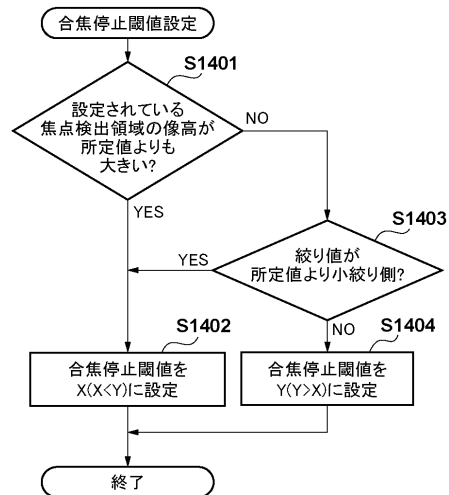 合焦停止閾値設定
S1401
設定されている
焦点検出領域の像高が
所定値よりも
大きい?
NO
YES
S1403
絞り値が
所定値より小絞り側?
YES
NO
S1402
合焦停止閾値を
X(X<Y)に設定
S1404
合焦停止閾値を
Y(Y>X)に設定
終了